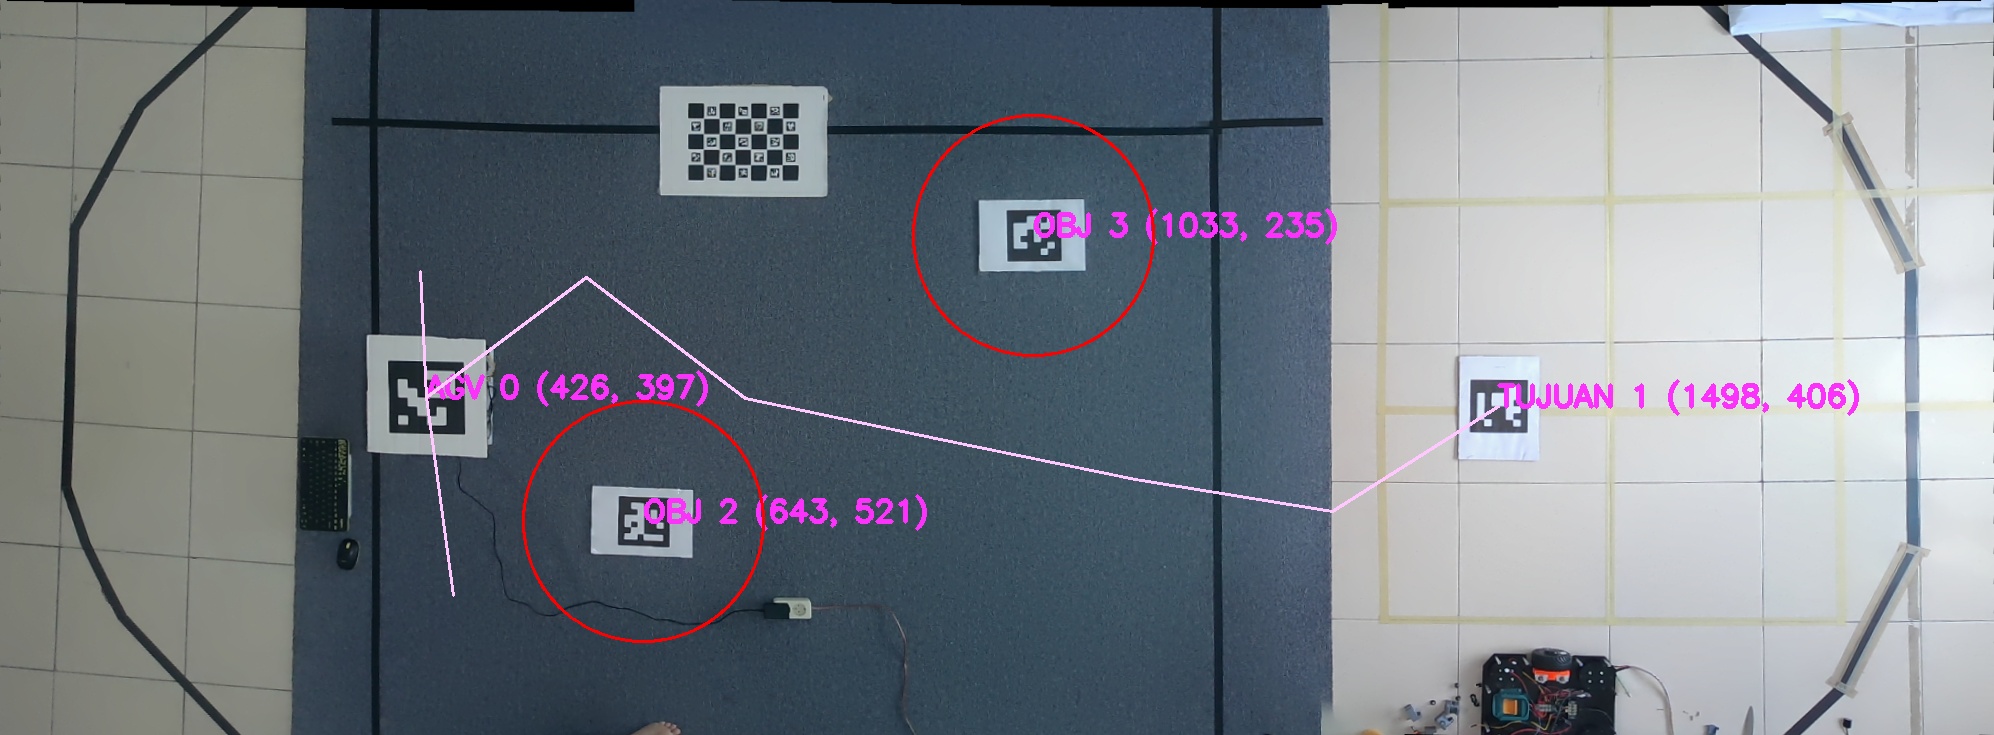 OBJ 3 (1033, 235)
AGV 0 (426, 397)
TUJUAN 1 (1498, 406)
OBJ 2 (643, 521)